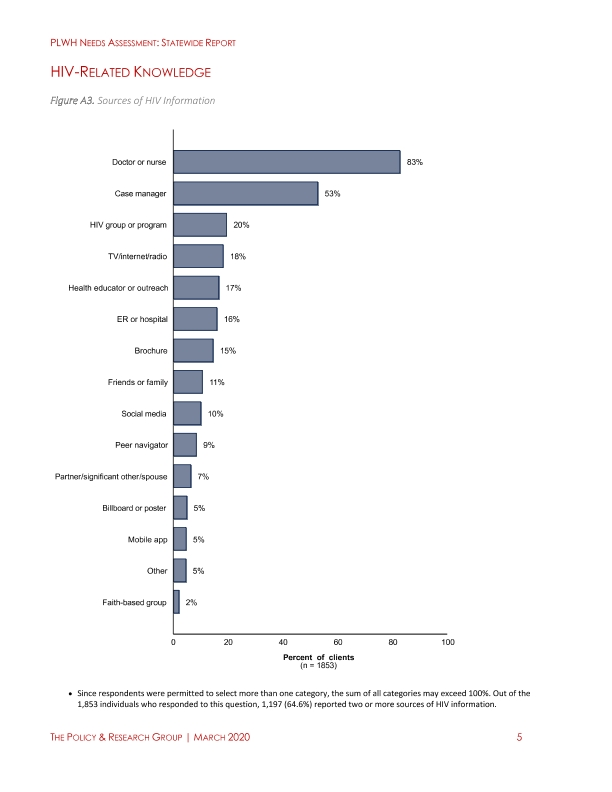 PLWH NEEDS ASSESSMENT: STATEWIDE REPORT
HIV-RELATED KNOWLEDGE
Figure A3. Sources of HIV Information
Doctor or nurse 83%
Case manager 53%
HIV group or program 20%
TV/internet/radio 18%
Health educator or outreach 17%
ER or hospital 16%
Brochure 15%
Friends or family 11%
Social media 10%
Peer navigator 9%
Partner/significant other/spouse 7%
Billboard or poster 5%
Mobile app 5%
Other 5%
Faith-based group 2%
0 20 40 60 80 100
Percent of clients
(n = 1853)
• Since respondents were permitted to select more than one category, the sum of all categories may exceed 100%. Out of the
1,853 individuals who responded to this question, 1,197 (64.6%) reported two or more sources of HIV information.
THE POLICY & RESEARCH GROUP | MARCH 2020 5